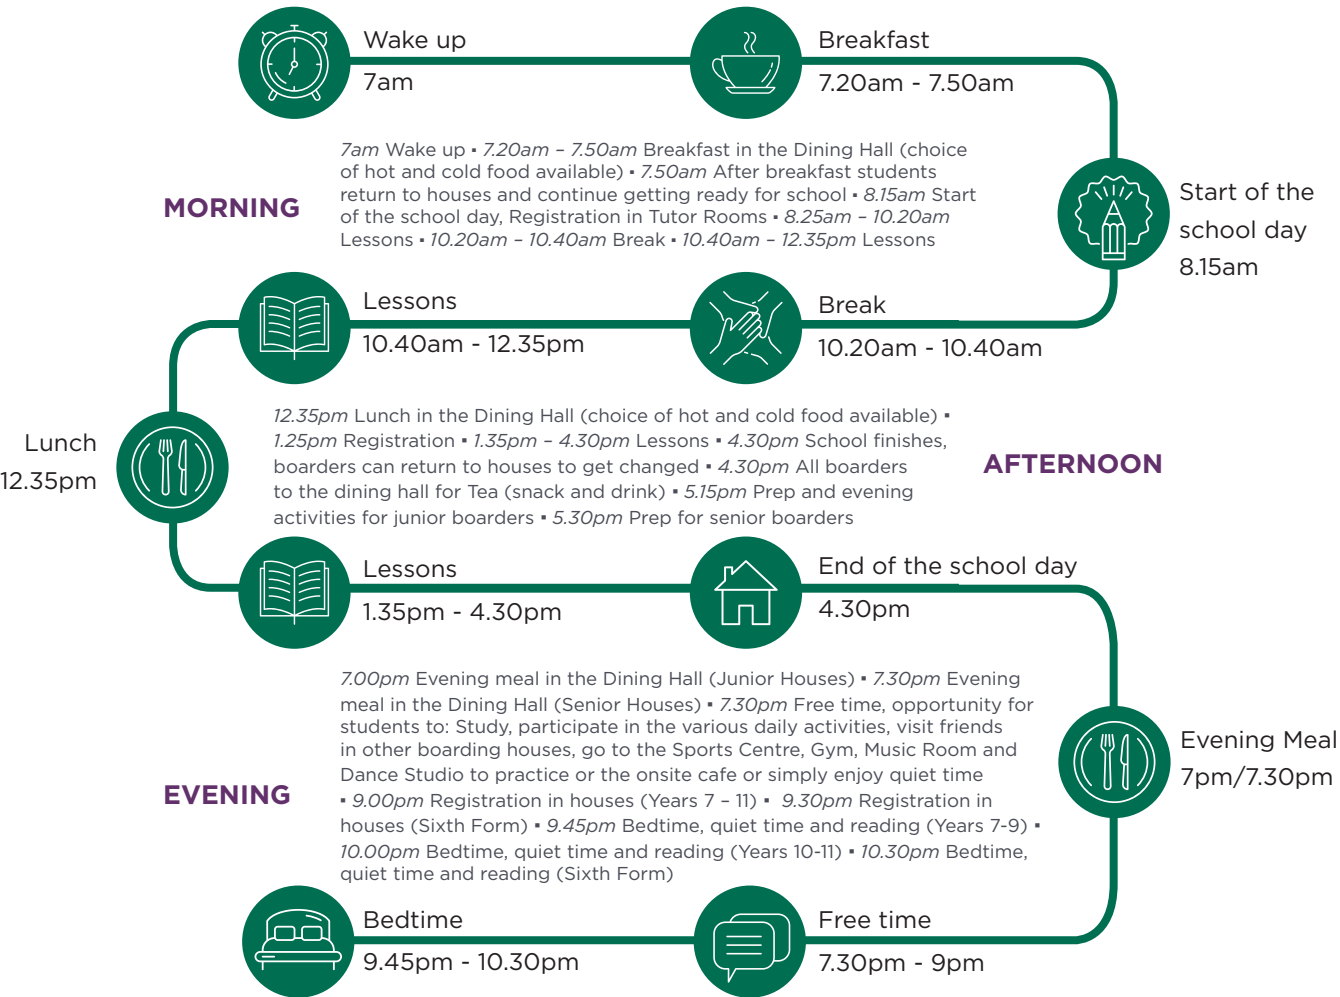 Wake up
7am
Breakfast
7.20am - 7.50am
7am Wake up ▪ 7.20am – 7.50am Breakfast in the Dining Hall (choice
of hot and cold food available) ▪ 7.50am After breakfast students
return to houses and continue getting ready for school ▪ 8.15am Start
of the school day, Registration in Tutor Rooms ▪ 8.25am – 10.20am
Lessons ▪ 10.20am – 10.40am Break ▪ 10.40am – 12.35pm Lessons
MORNING
Start of the
school day
8.15am
Lessons
10.40am - 12.35pm
Break
10.20am - 10.40am
Lunch
12.35pm
12.35pm Lunch in the Dining Hall (choice of hot and cold food available) ▪
1.25pm Registration ▪ 1.35pm – 4.30pm Lessons ▪ 4.30pm School finishes,
boarders can return to houses to get changed ▪ 4.30pm All boarders
to the dining hall for Tea (snack and drink) ▪ 5.15pm Prep and evening
activities for junior boarders ▪ 5.30pm Prep for senior boarders
AFTERNOON
Lessons
1.35pm - 4.30pm
End of the school day
4.30pm
7.00pm Evening meal in the Dining Hall (Junior Houses) ▪ 7.30pm Evening
meal in the Dining Hall (Senior Houses) ▪ 7.30pm Free time, opportunity for
students to: Study, participate in the various daily activities, visit friends
in other boarding houses, go to the Sports Centre, Gym, Music Room and
Dance Studio to practice or the onsite cafe or simply enjoy quiet time
▪ 9.00pm Registration in houses (Years 7 – 11) ▪ 9.30pm Registration in
houses (Sixth Form) ▪ 9.45pm Bedtime, quiet time and reading (Years 7-9) ▪
10.00pm Bedtime, quiet time and reading (Years 10-11) ▪ 10.30pm Bedtime,
quiet time and reading (Sixth Form)
EVENING
Evening Meal
7pm/7.30pm
Bedtime
9.45pm - 10.30pm
Free time
7.30pm - 9pm